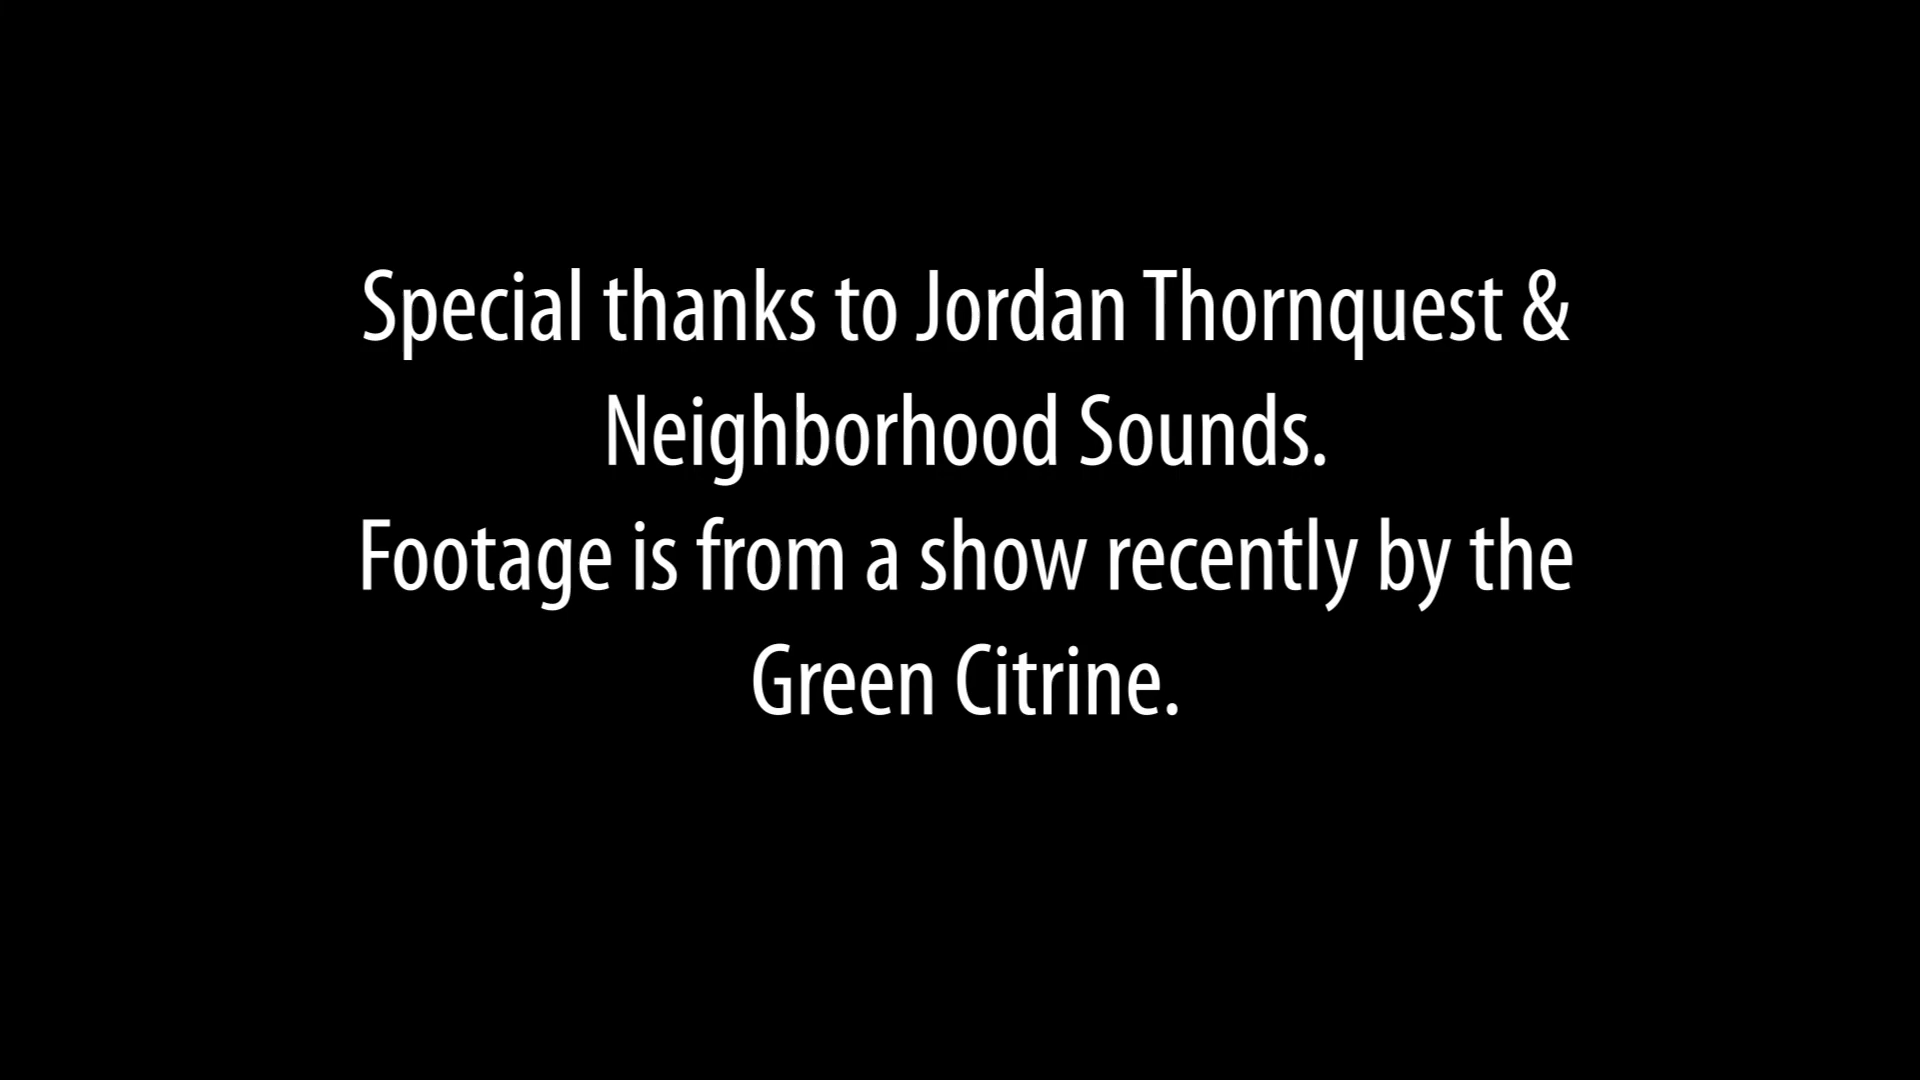 Special thanks to Jordan Thornquest &
Neighborhood Sounds.
Footage is from a show recently by the
Green Citrine.